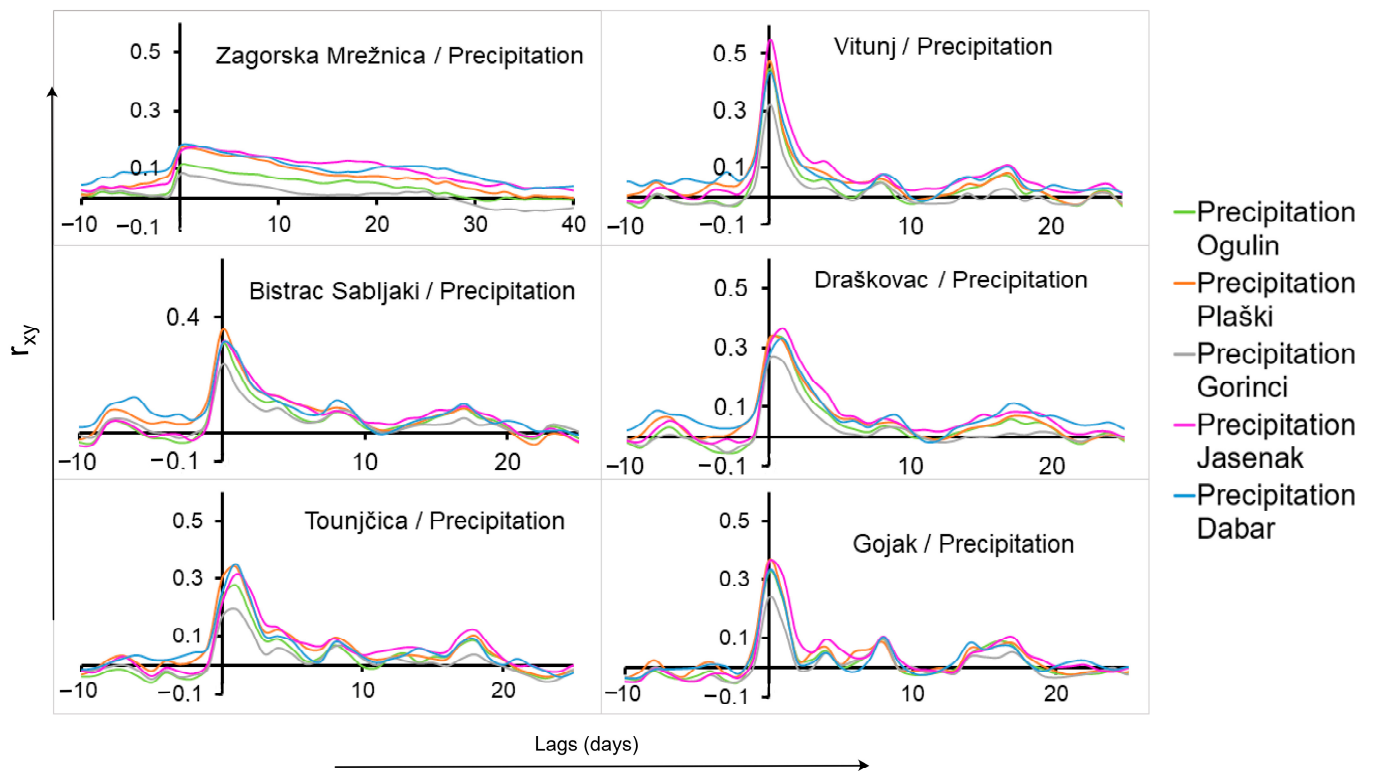 Zagorska Mrežnica / Precipitation
0.5
0.3
0.1
−10
−0.1
10
20
30
40
Vitunj / Precipitation
0.5
0.3
0.1
−10
−0.1
10
20
Bistrac Sabljaki / Precipitation
0.4
−10
−0.1
10
20
Draškovac / Precipitation
0.5
0.3
0.1
−10
−0.1
10
20
Tounjčica / Precipitation
0.5
0.3
0.1
−10
−0.1
10
20
Gojak / Precipitation
0.5
0.3
0.1
−10
−0.1
10
20
rxy
Lags (days)
Precipitation
Ogulin
Precipitation
Plaški
Precipitation
Gorinci
Precipitation
Jasenak
Precipitation
Dabar